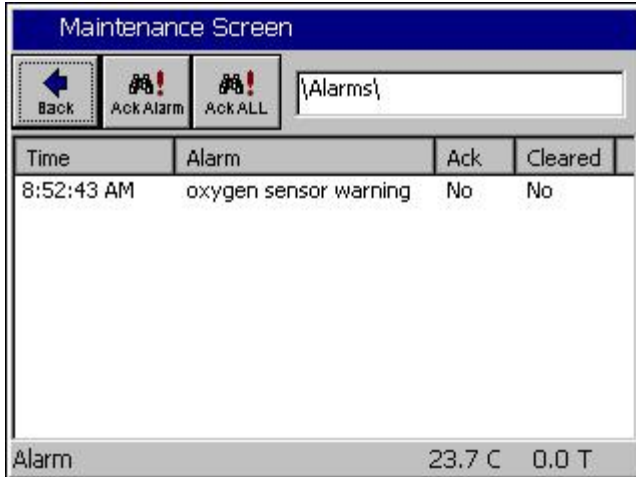 Maintenance Screen
Back
Ack Alarm
Ack ALL
\Alarms\
Time Alarm Ack Cleared
8:52:43 AM oxygen sensor warning No No
Alarm 23.7 C 0.0 T